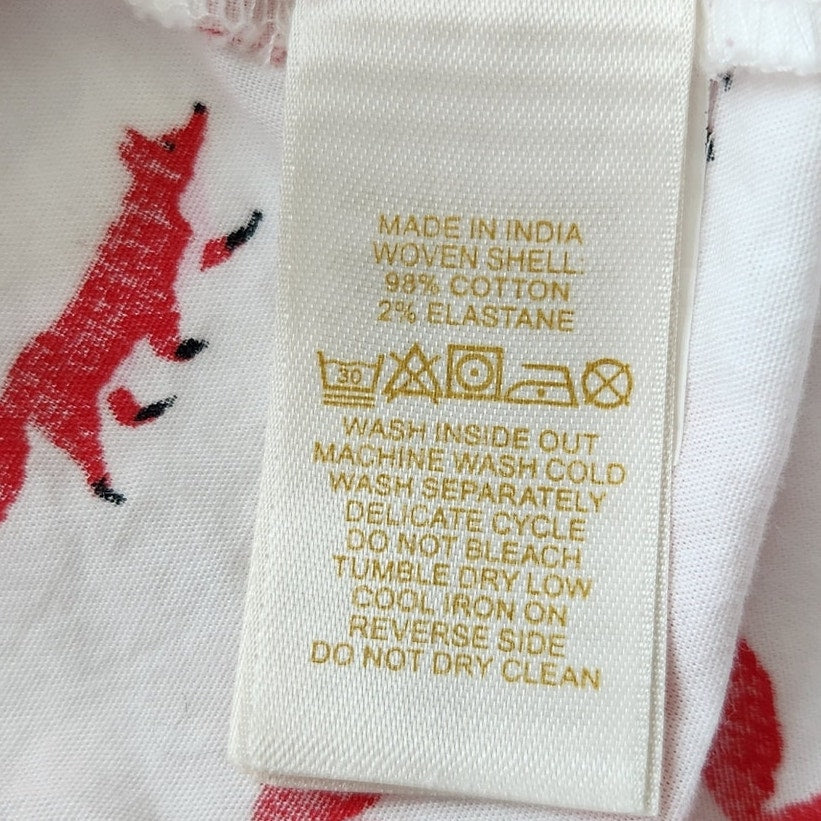 MADE IN INDIA
WOVEN SHELL:
98% COTTON
2% ELASTANE
30
WASH INSIDE OUT
MACHINE WASH COLD
WASH SEPARATELY
DELICATE CYCLE
DO NOT BLEACH
TUMBLE DRY LOW
COOL IRON ON
REVERSE SIDE
DO NOT DRY CLEAN